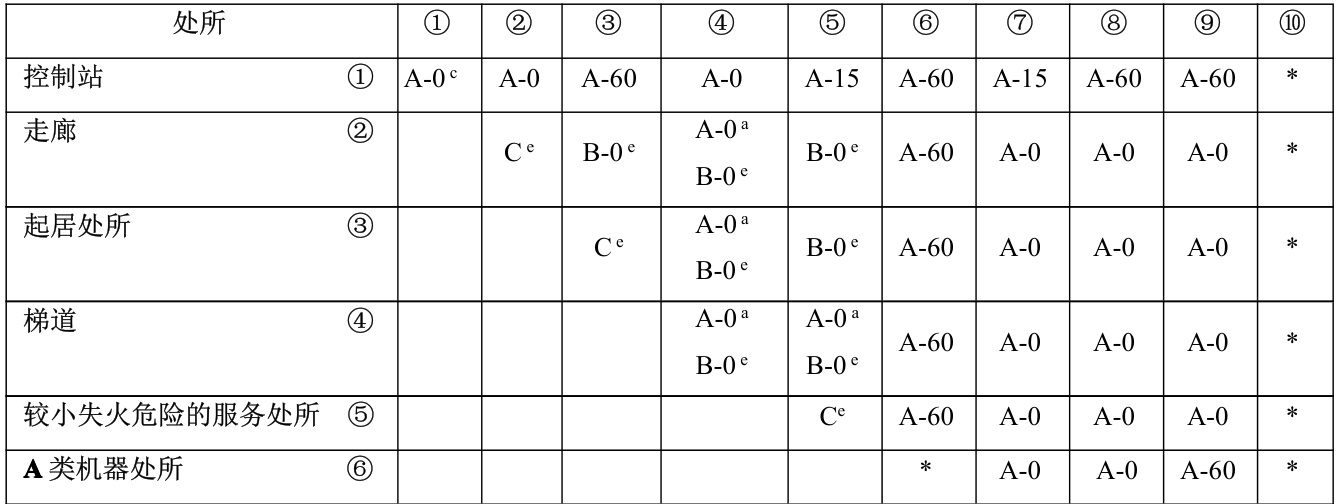 处所 ① ② ③ ④ ⑤ ⑥ ⑦ ⑧ ⑨ ⑩
控制站 ① A-0 c A-0 A-60 A-0 A-15 A-60 A-15 A-60 A-60 *
走廊 ② C e B-0 e A-0 a B-0 e B-0 e A-60 A-0 A-0 A-0 *
起居处所 ③ C e A-0 a B-0 e B-0 e A-60 A-0 A-0 A-0 *
梯道 ④ A-0 a B-0 e A-0 a B-0 e A-60 A-0 A-0 A-0 *
较小失火危险的服务处所 ⑤ Ce A-60 A-0 A-0 A-0 *
A 类机器处所 ⑥ * A-0 A-0 A-60 *